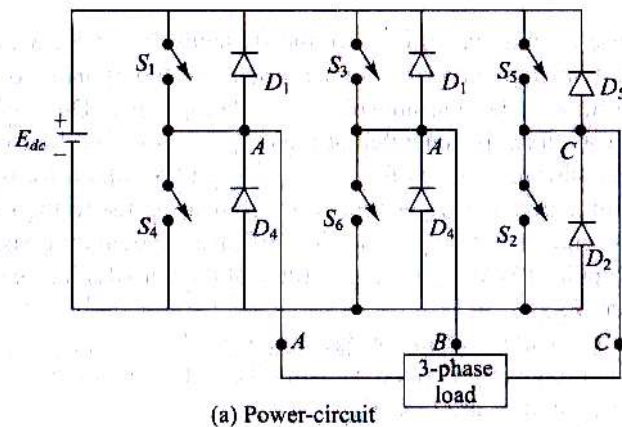 S1 D1 S3 D1 S5 D5
+
Edc
−
A A C
S4 D4 S6 D4 S2 D2
A B C
3-phase
load
(a) Power-circuit